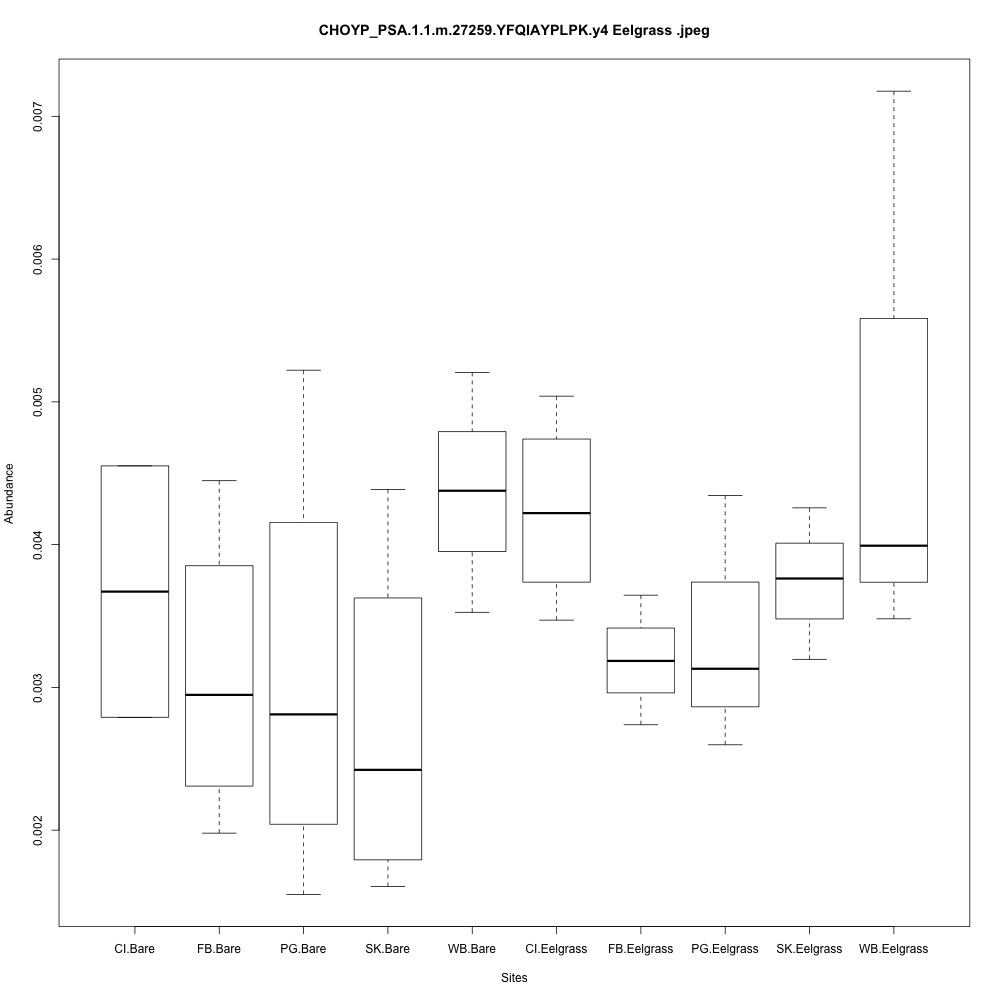 CHOYP_PSA.1.1.m.27259.YFQIAYPLPK.y4 Eelgrass .jpeg
0.007
0.006
0.005
0.004
0.003
0.002
Abundance
CI.Bare FB.Bare PG.Bare SK.Bare WB.Bare CI.Eelgrass FB.Eelgrass PG.Eelgrass SK.Eelgrass WB.Eelgrass
Sites